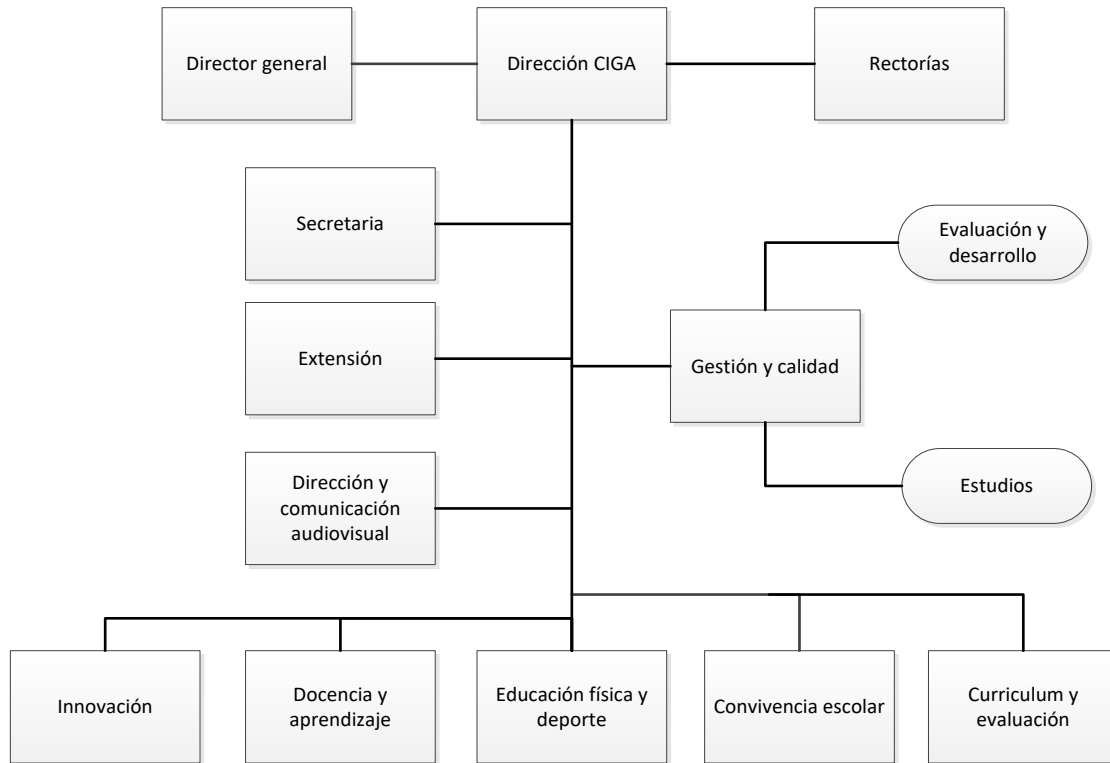 Director general
Dirección CIGA
Rectorías
Secretaria
Evaluación y
desarrollo
Extensión
Gestión y calidad
Dirección y
comunicación
audiovisual
Estudios
Innovación
Docencia y
aprendizaje
Educación física y
deporte
Convivencia escolar
Curriculum y
evaluación